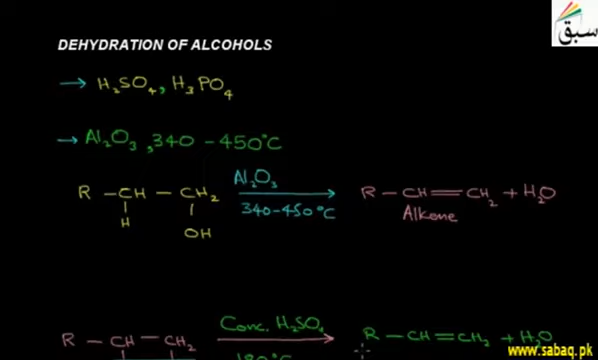 سبق
DEHYDRATION OF ALCOHOLS
→ H₂SO₄, H₃PO₄
→ Al₂O₃, 340 - 450°C
R - CH - CH₂ Al₂O₃ → R - CH = CH₂ + H₂O
H OH 340-450°C Alkene
R - CH - CH₂ Conc. H₂SO₄ → R - CH = CH₂ + H₂O
180°C
www.sabaq.pk